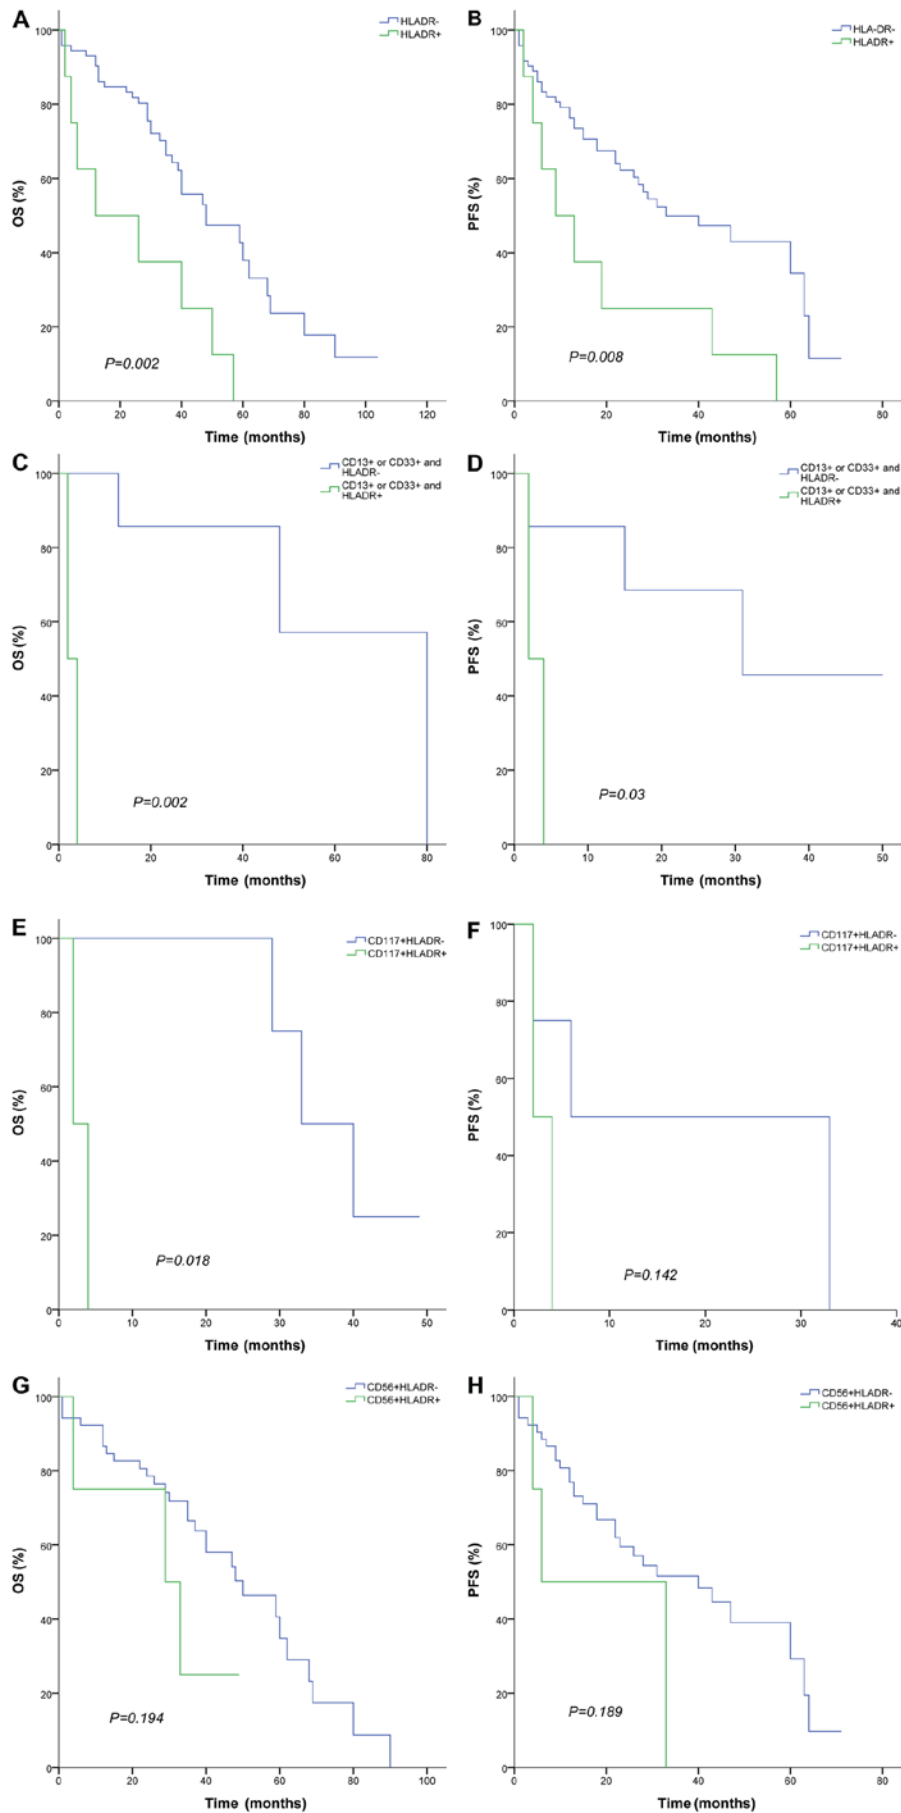 A
HLADR-
HLADR+
100
80
60
40
20
0
OS (%)
P=0.002
0 20 40 60 80 100 120
Time (months)
B
HLA-DR-
HLADR+
100
80
60
40
20
0
PFS (%)
P=0.008
0 20 40 60 80
Time (months)
C
CD13+ or CD33+ and
HLADR-
CD13+ or CD33+ and
HLADR+
100
80
60
40
20
0
OS (%)
P=0.002
0 20 40 60 80
Time (months)
D
CD13+ or CD33+ and
HLADR-
CD13+ or CD33+ and
HLADR+
100
80
60
40
20
0
PFS (%)
P=0.03
0 10 20 30 40 50
Time (months)
E
CD117+HLADR-
CD117+HLADR+
100
80
60
40
20
0
OS (%)
P=0.018
0 10 20 30 40 50
Time (months)
F
CD117+HLADR-
CD117+HLADR+
100
80
60
40
20
0
PFS (%)
P=0.142
0 10 20 30 40
Time (months)
G
CD56+HLADR-
CD56+HLADR+
100
80
60
40
20
0
OS (%)
P=0.194
0 20 40 60 80 100
Time (months)
H
CD56+HLADR-
CD56+HLADR+
100
80
60
40
20
0
PFS (%)
P=0.189
0 20 40 60 80
Time (months)